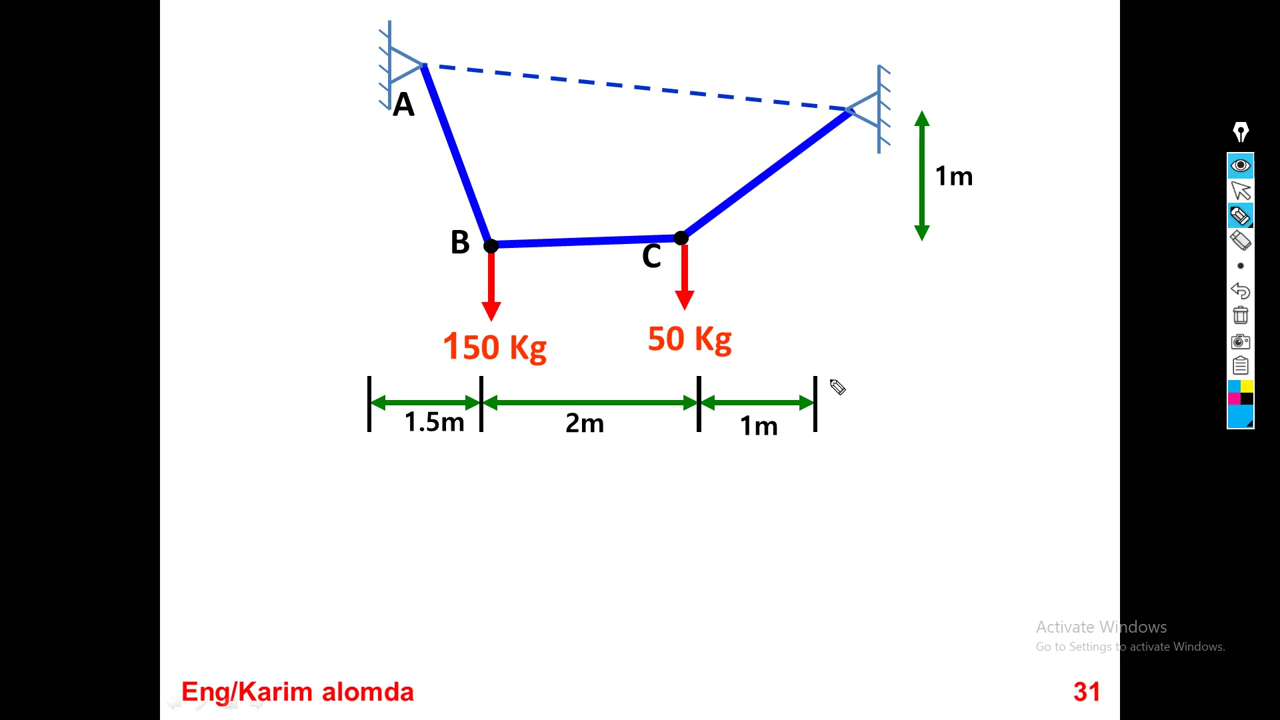 A
1m
B
C
150 Kg
50 Kg
1.5m
2m
1m
Activate Windows
Go to Settings to activate Windows.
Eng/Karim alomda
31